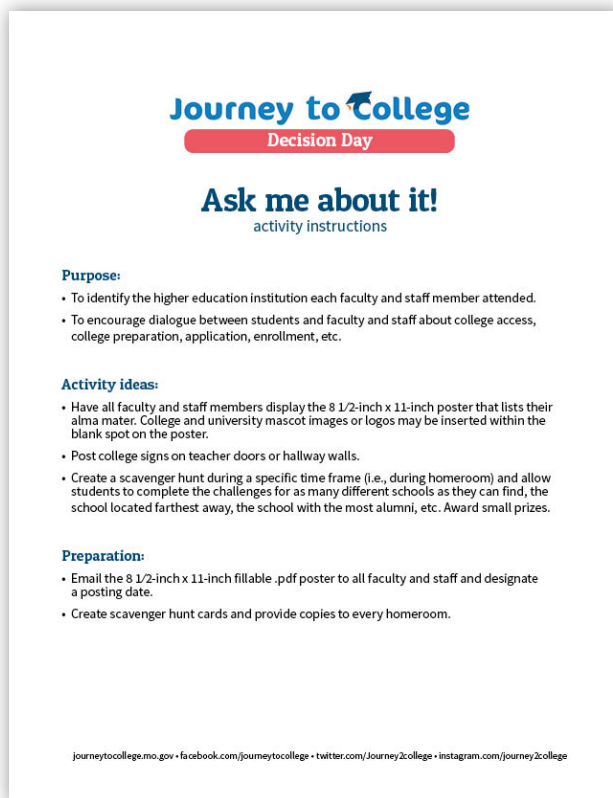 Journey to College
Decision Day
Ask me about it!
activity instructions
Purpose:
• To identify the higher education institution each faculty and staff member attended.
• To encourage dialogue between students and faculty and staff about college access,
college preparation, application, enrollment, etc.
Activity ideas:
• Have all faculty and staff members display the 8 1/2-inch x 11-inch poster that lists their
alma mater. College and university mascot images or logos may be inserted within the
blank spot on the poster.
• Post college signs on teacher doors or hallway walls.
• Create a scavenger hunt during a specific time frame (i.e., during homeroom) and allow
students to complete the challenges for as many different schools as they can find, the
school located farthest away, the school with the most alumni, etc. Award small prizes.
Preparation:
• Email the 8 1/2-inch x 11-inch fillable .pdf poster to all faculty and staff and designate
a posting date.
• Create scavenger hunt cards and provide copies to every homeroom.
journeytocollege.mo.gov • facebook.com/journeytocollege • twitter.com/Journey2college • instagram.com/journey2college